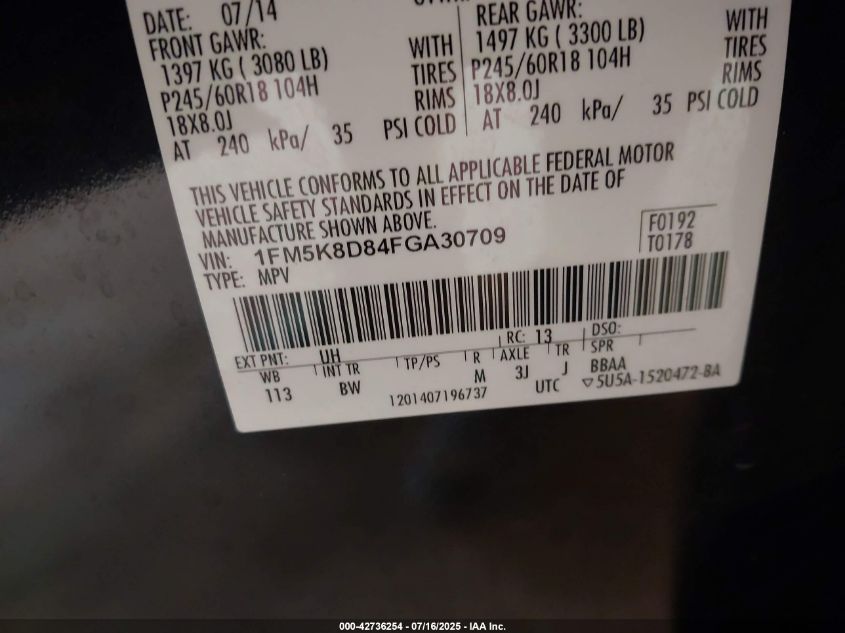 DATE: 07/14
FRONT GAWR:
1397 KG ( 3080 LB) WITH
P245/60R18 104H TIRES
18X8.0J RIMS
AT 240 kPa/ 35 PSI COLD
REAR GAWR:
1497 KG ( 3300 LB) WITH
P245/60R18 104H TIRES
18X8.0J RIMS
AT 240 kPa/ 35 PSI COLD
THIS VEHICLE CONFORMS TO ALL APPLICABLE FEDERAL MOTOR
VEHICLE SAFETY STANDARDS IN EFFECT ON THE DATE OF
MANUFACTURE SHOWN ABOVE.
VIN: 1FM5K8D84FGA30709
TYPE: MPV
F0192
T0178
EXT PNT: UH RC: 13 DSO:
WB INT TR TP/PS R AXLE TR SPR
113 BW M 3J J BBAA
1201407196737 UTC ▽5U5A-1520472-BA
000-42736254 - 07/16/2025 - IAA Inc.